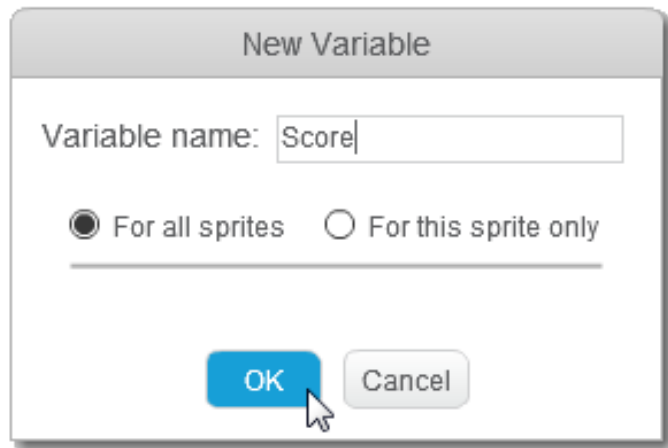 New Variable
Variable name: Score
For all sprites For this sprite only
OK Cancel